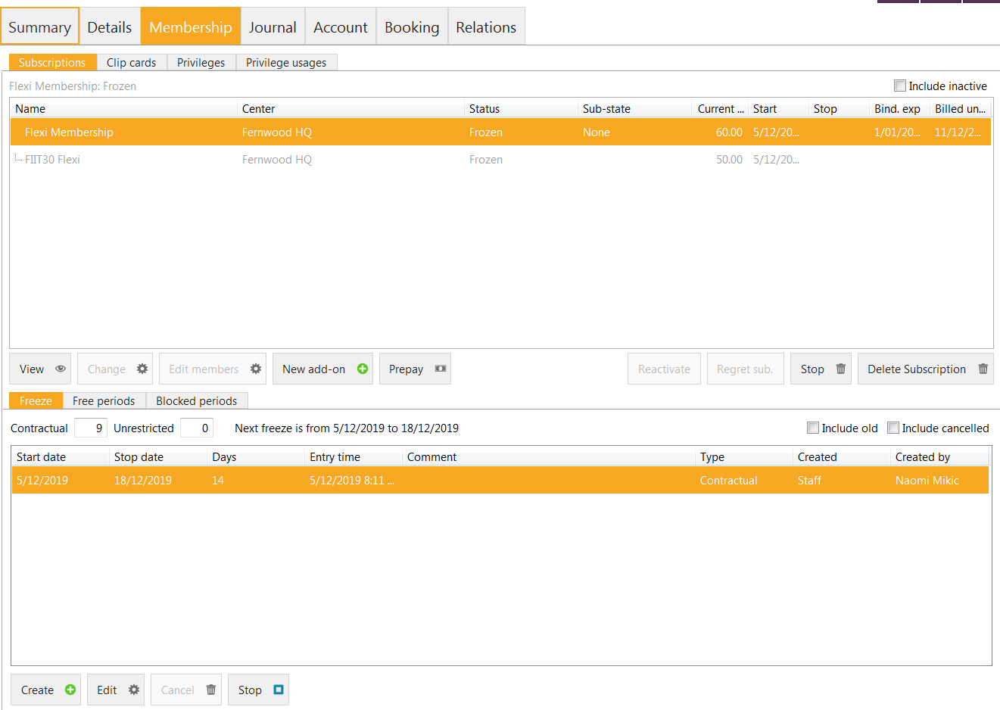 Summary Details Membership Journal Account Booking Relations
Subscriptions Clip cards Privileges Privilege usages
Flexi Membership: Frozen Include inactive
Name Center Status Sub-state Current ... Start Stop Bind. exp Billed un...
Flexi Membership Fernwood HQ Frozen None 60.00 5/12/20... 1/01/20... 11/12/2...
FIIT30 Flexi Fernwood HQ Frozen 50.00 5/12/20...
View Change Edit members New add-on Prepay Reactivate Regret sub. Stop Delete Subscription
Freeze Free periods Blocked periods
Contractual 9 Unrestricted 0 Next freeze is from 5/12/2019 to 18/12/2019 Include old Include cancelled
Start date Stop date Days Entry time Comment Type Created Created by
5/12/2019 18/12/2019 14 5/12/2019 8:11 ... Contractual Staff Naomi Mikic
Create Edit Cancel Stop